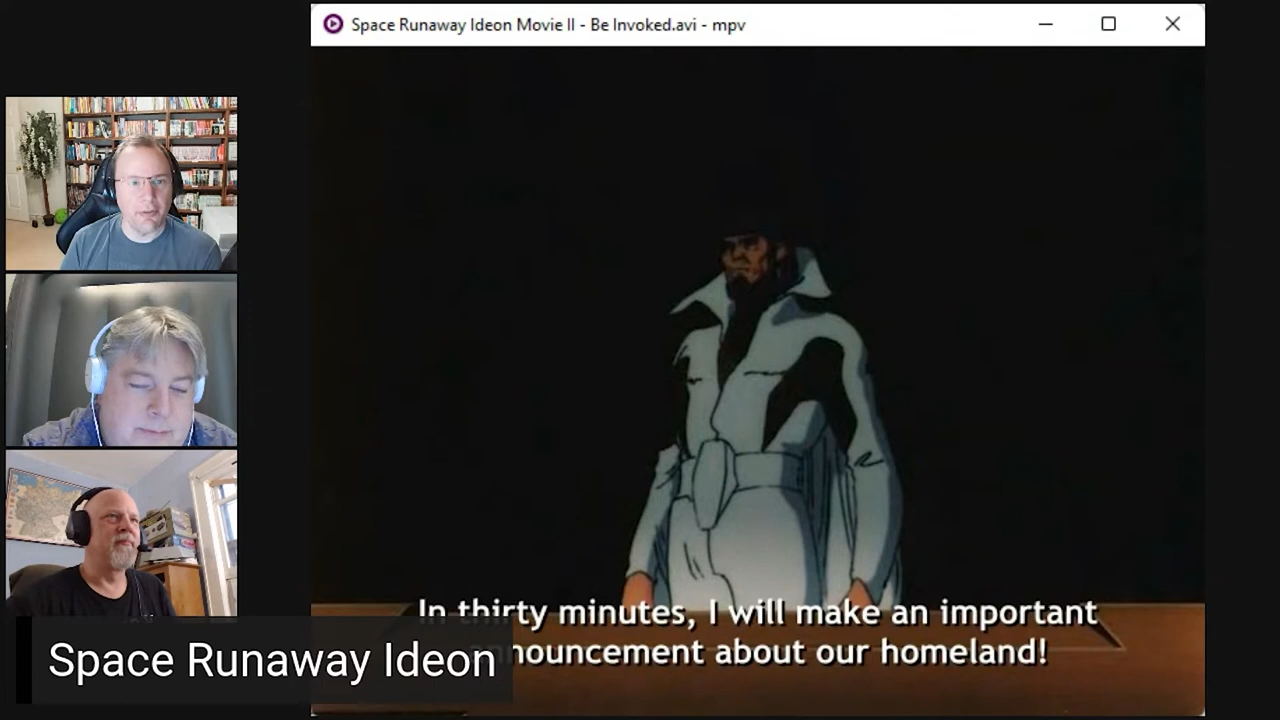 Space Runaway Ideon Movie II - Be Invoked.avi - mpv
In thirty minutes, I will make an important
nouncement about our homeland!
Space Runaway Ideon